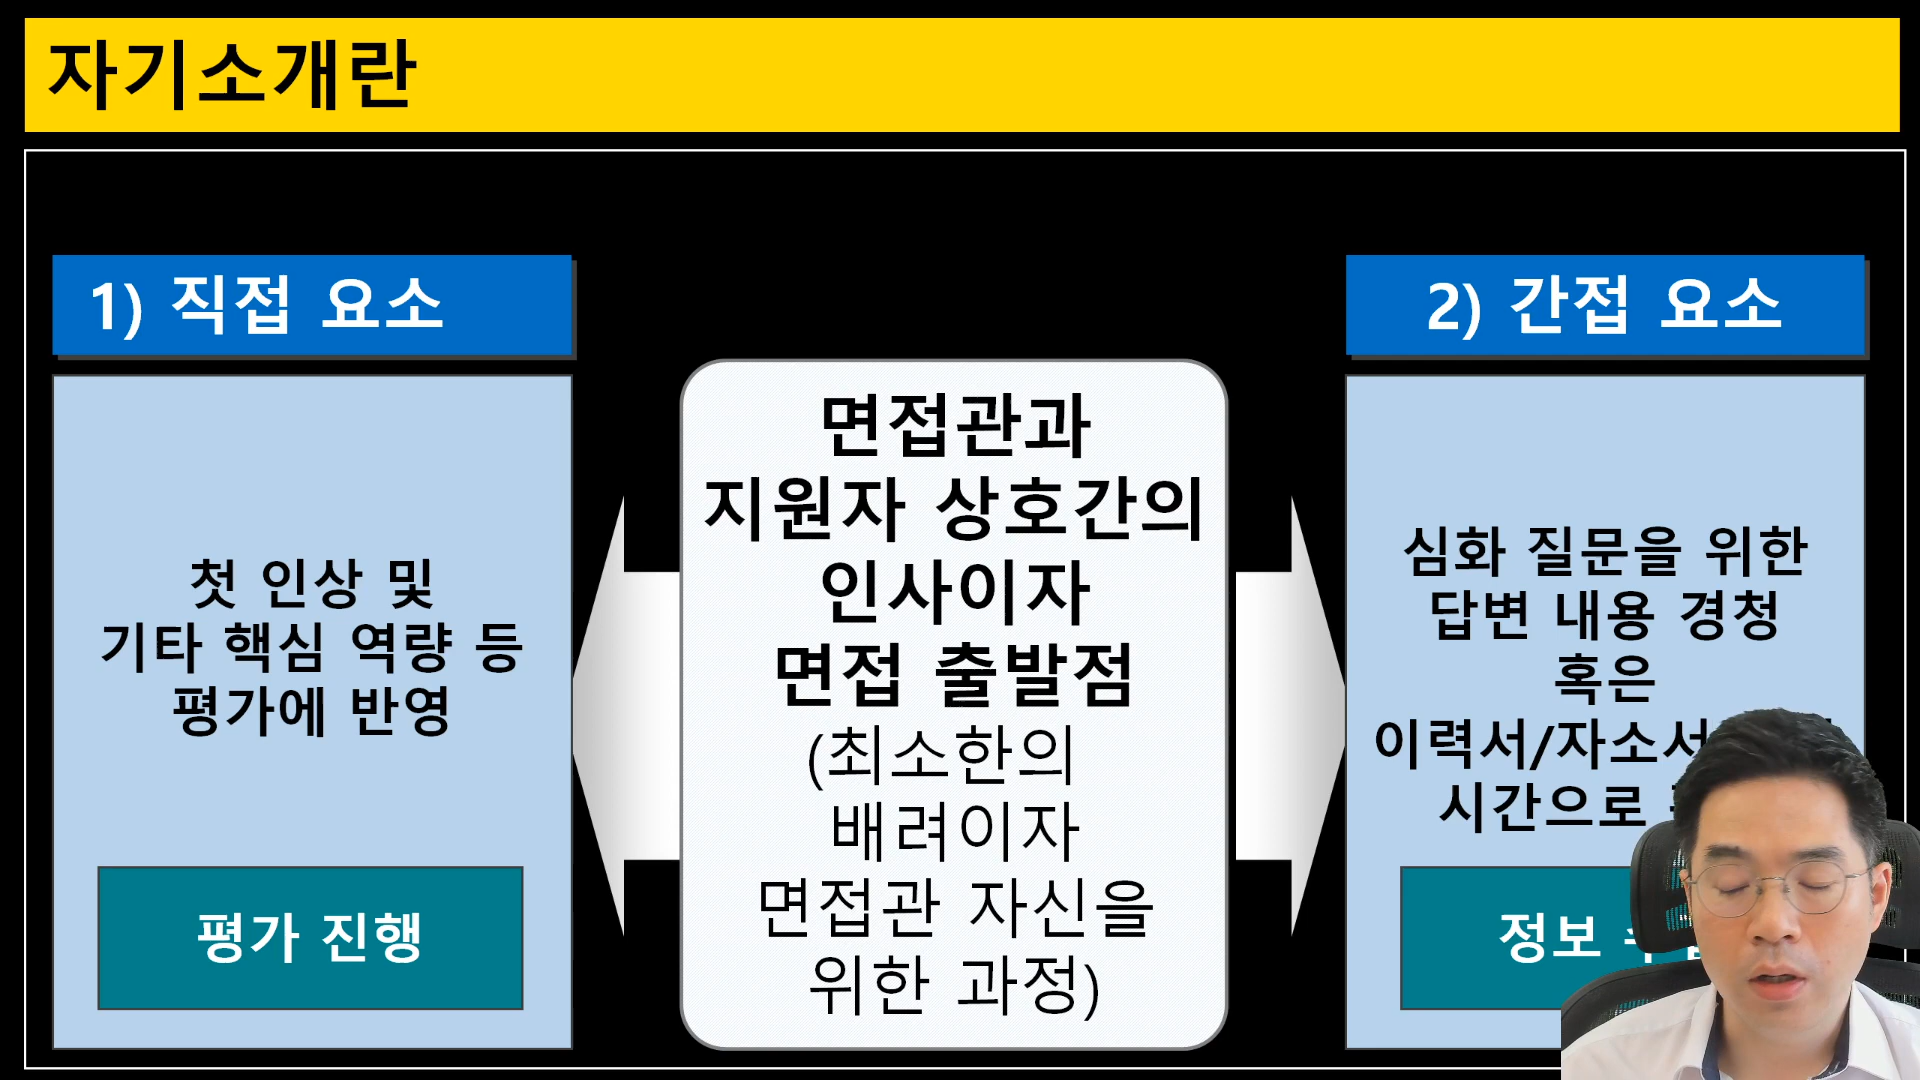 자기소개란
1) 직접 요소
첫 인상 및
기타 핵심 역량 등
평가에 반영
평가 진행
면접관과
지원자 상호간의
인사이자
면접 출발점
(최소한의
배려이자
면접관 자신을
위한 과정)
2) 간접 요소
심화 질문을 위한
답변 내용 경청
혹은
이력서/자소서
시간으로
정보